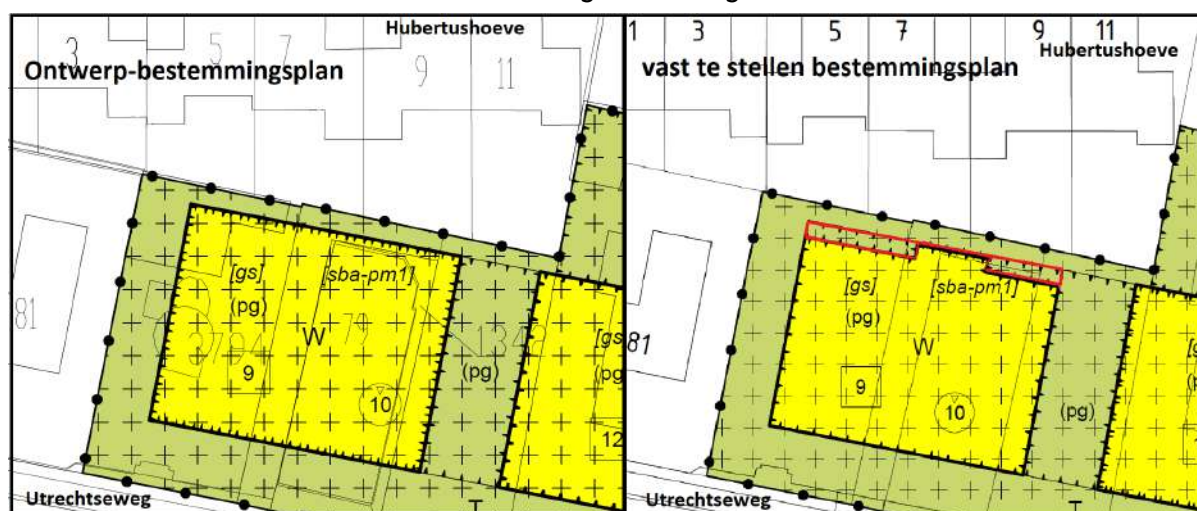 Hubertushoeve
3 5 7 9 11
Ontwerp-bestemmingsplan
81
[gs]
(pg)
[sba-pm1]
79
W
9
10
(pg)
[gs
(pg
12
T
Utrechtseweg
1 3 5 7 9 11
Hubertushoeve
vast te stellen bestemmingsplan
81
[gs]
(pg)
[sba-pm1]
W
9
10
(pg)
T
Utrechtseweg